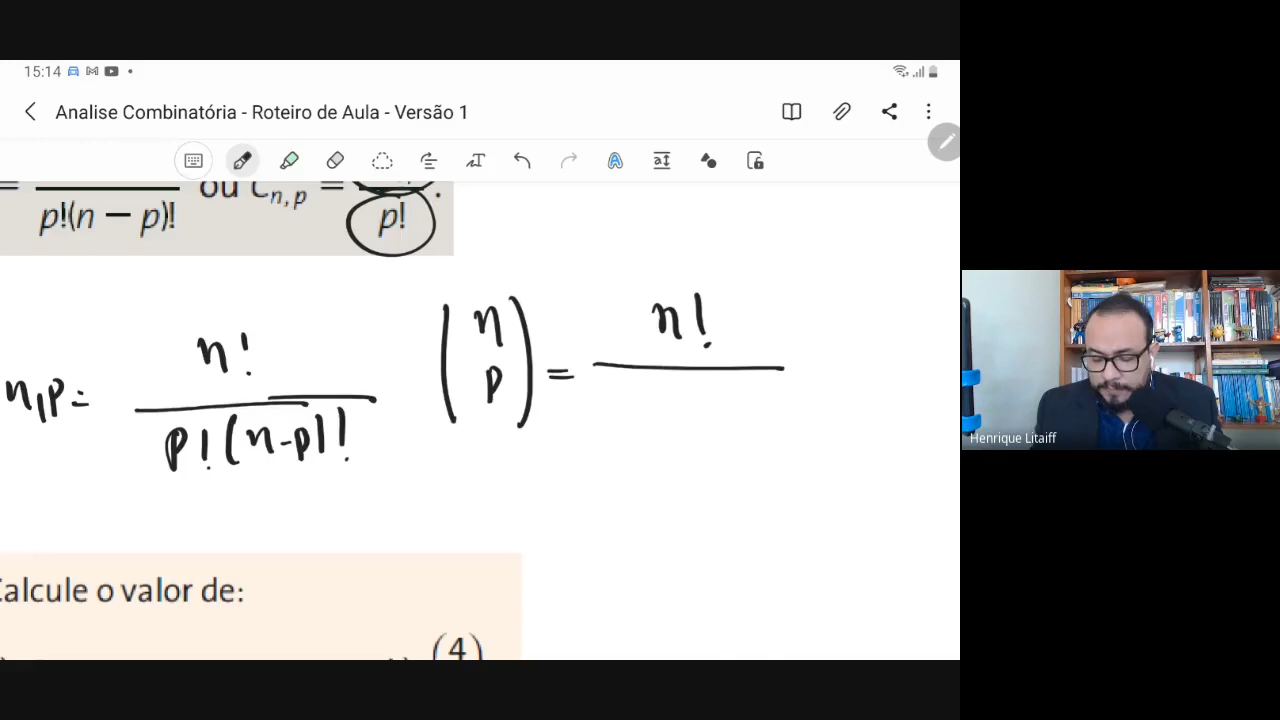 15:14
Analise Combinatória - Roteiro de Aula - Versão 1
= p!(n − p)! ou C n,p = p! .
n,p = n! / p!(n-p)!
(n p) = n!
Henrique Litaiff
Calcule o valor de:
(4